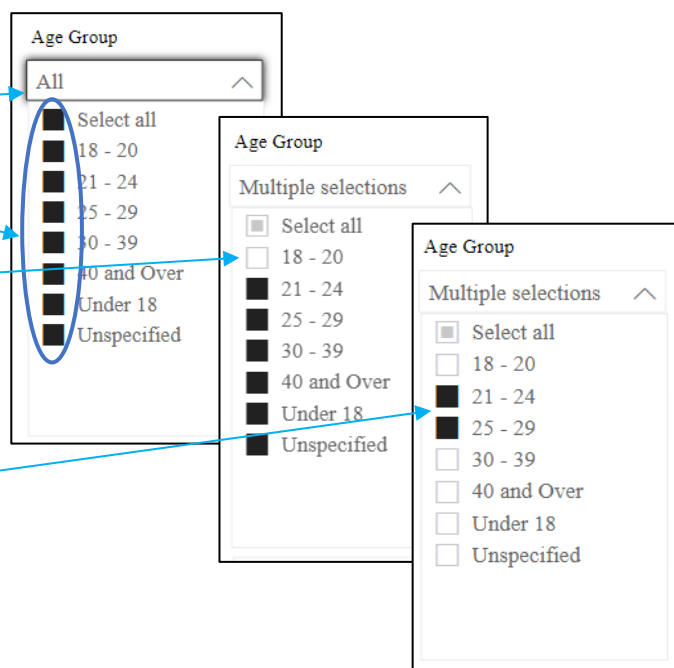 Age Group
All
Select all
18 - 20
21 - 24
25 - 29
30 - 39
40 and Over
Under 18
Unspecified
Age Group
Multiple selections
Select all
18 - 20
21 - 24
25 - 29
30 - 39
40 and Over
Under 18
Unspecified
Age Group
Multiple selections
Select all
18 - 20
21 - 24
25 - 29
30 - 39
40 and Over
Under 18
Unspecified